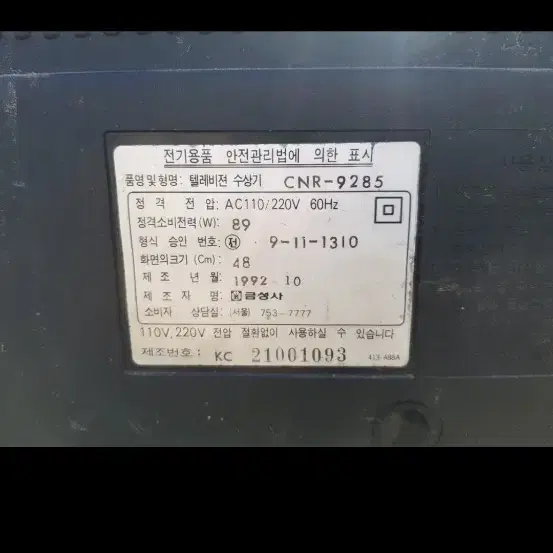 전기용품 안전관리법에 의한 표시
품명및형명: 텔레비젼 수상기 CNR-9285
정격 전압: AC110/220V 60Hz
정격소비전력(W): 89
형식 승인 번호: 전 9-11-1310
화면의크기(Cm): 48
제조 년월: 1992 10
제조자명: 금성사
소비자 상담실: (서울) 753-7777
110V,220V 전압 절환없이 사용하실 수 있습니다
제조번호: KC 21001093
413-A88A